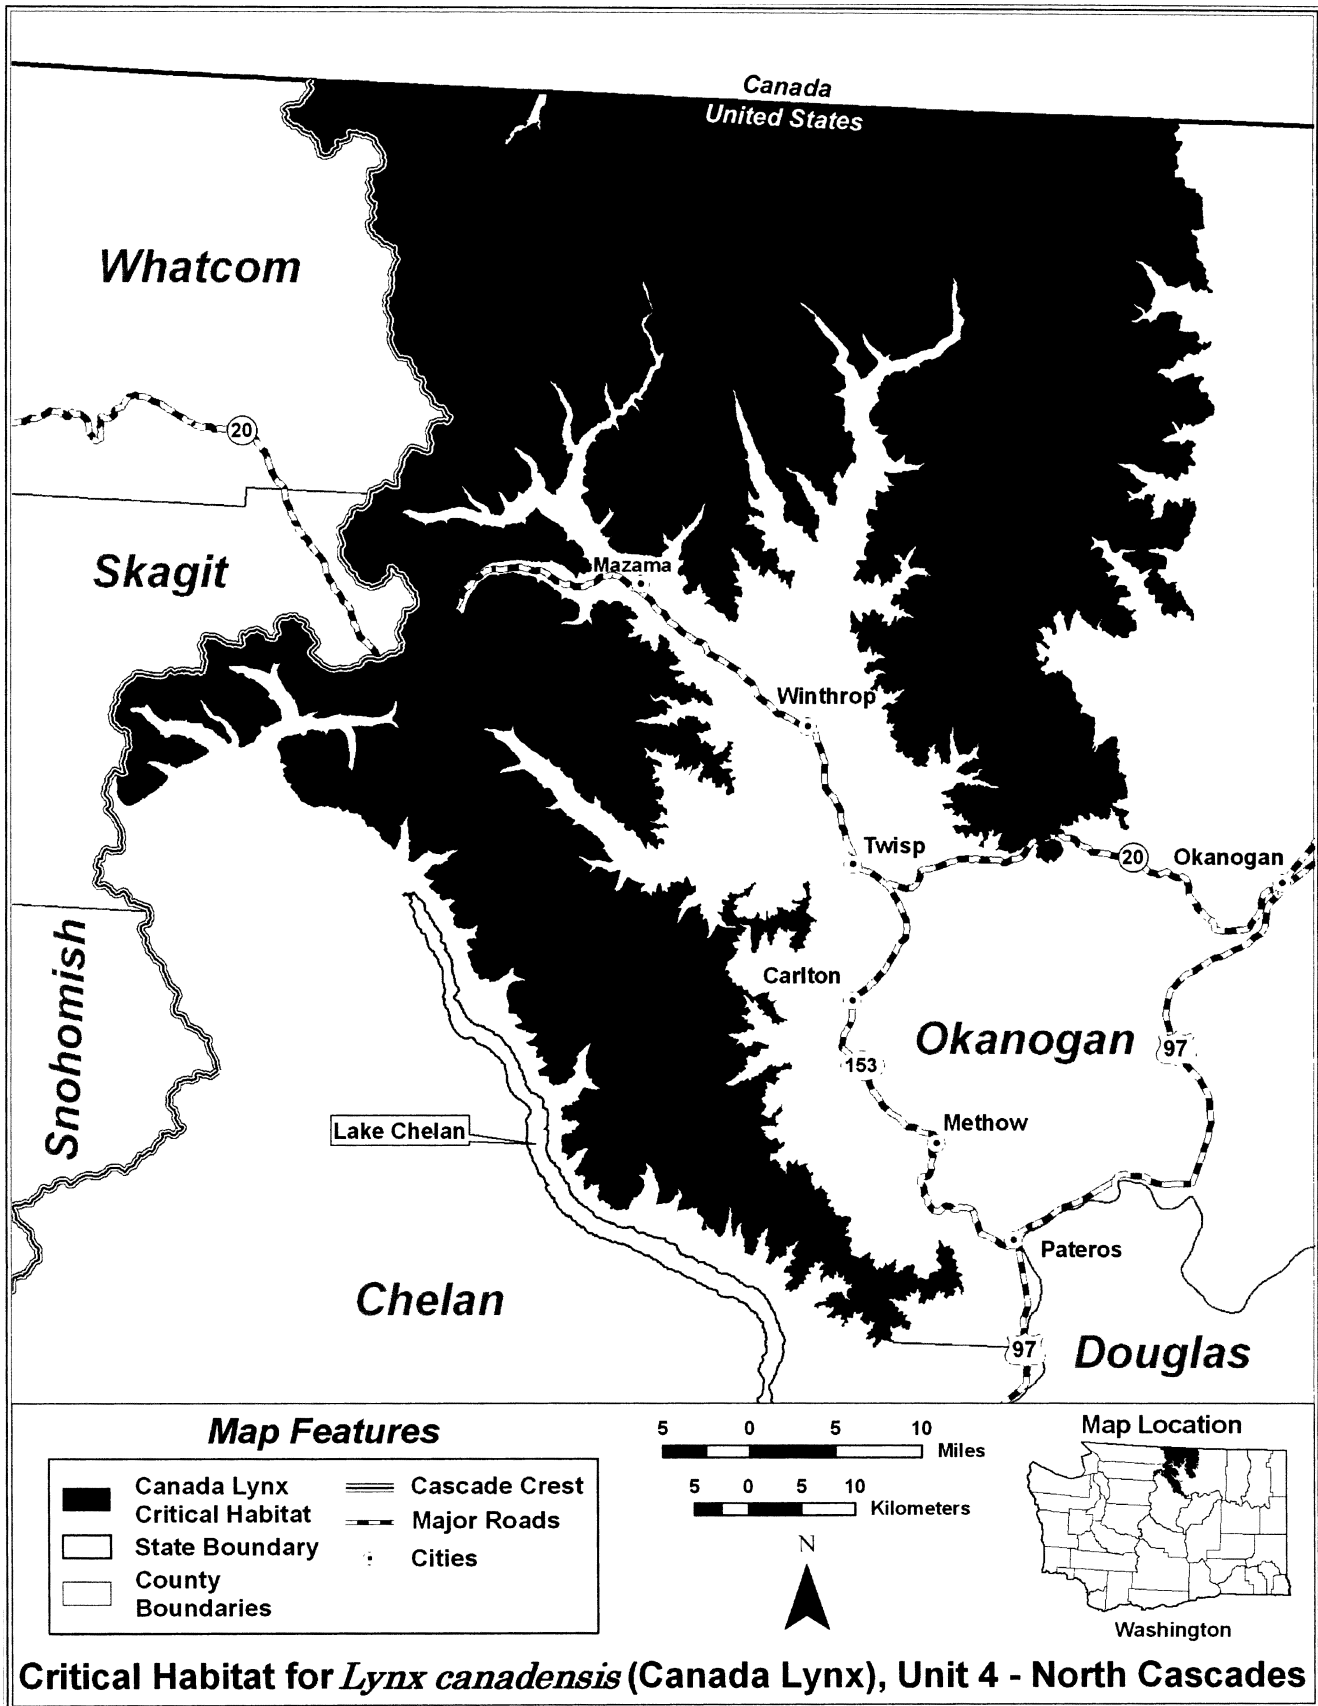 Canada
United States
Whatcom
20
Skagit
Mazama
Winthrop
Twisp
20
Okanogan
Snohomish
Carlton
Okanogan
97
153
Lake Chelan
Methow
Pateros
Chelan
97
Douglas
Map Features
Canada Lynx
Critical Habitat
State Boundary
County
Boundaries
Cascade Crest
Major Roads
Cities
5 0 5 10
Miles
5 0 5 10
Kilometers
N
Map Location
Washington
Critical Habitat for Lynx canadensis (Canada Lynx), Unit 4 - North Cascades